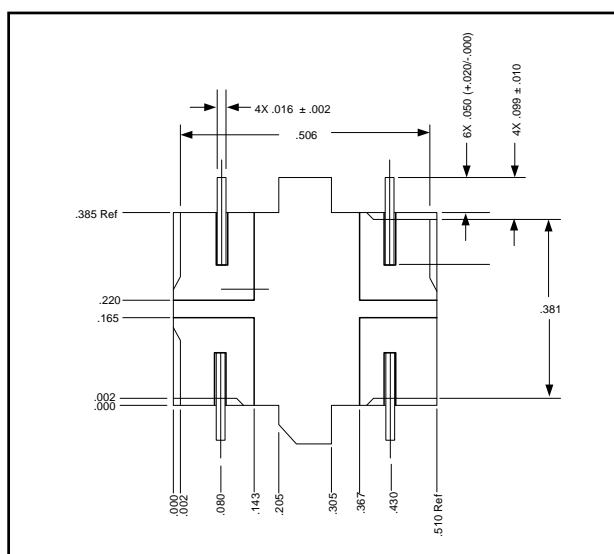 6X .050 (+.020/-.000)
4X .099 ± .010
4X .016 ± .002
.506
.385 Ref
.220
.165
.381
.002
.000
.000
.002
.080
.143
.205
.305
.367
.430
.510 Ref